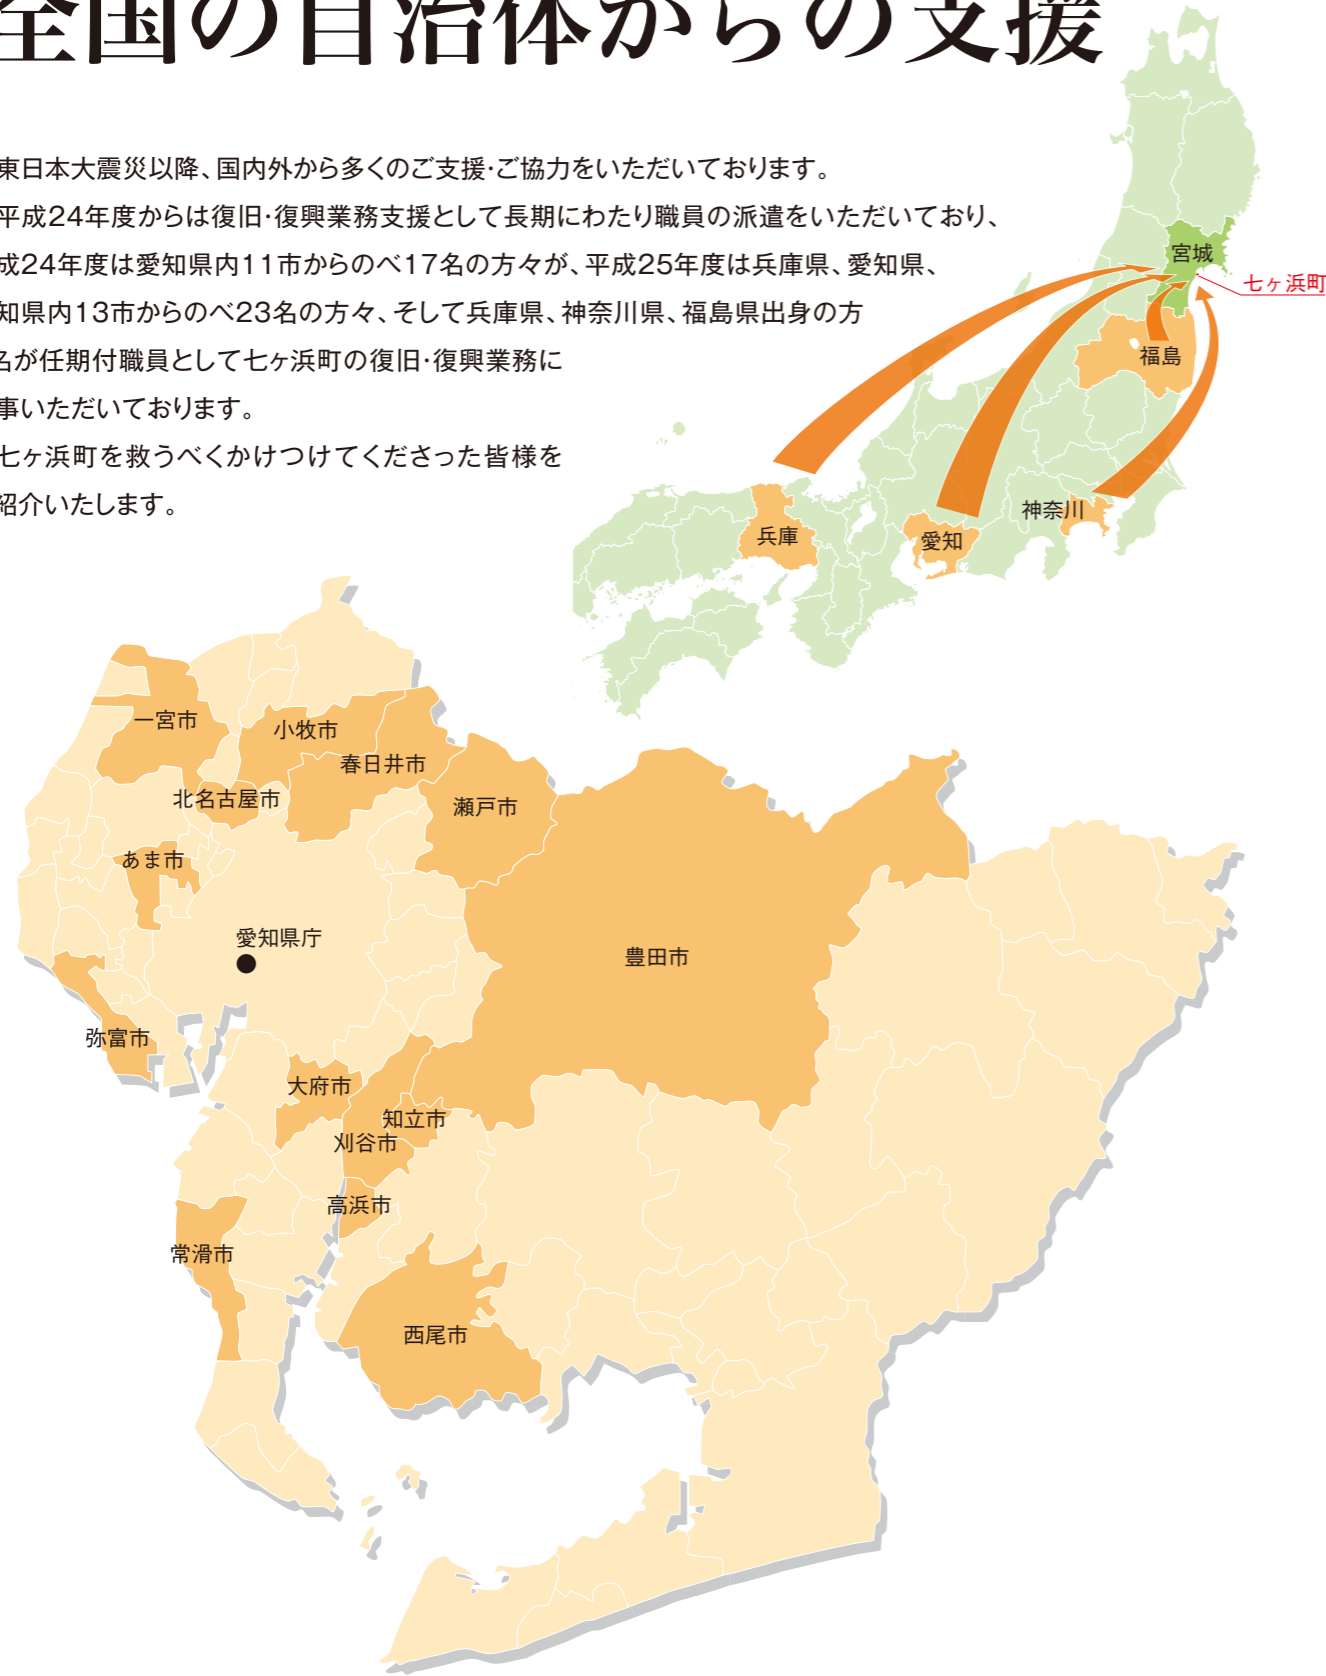 全国の自治体からの支援
東日本大震災以降、国内外から多くのご支援・ご協力をいただいております。
平成24年度からは復旧・復興業務支援として長期にわたり職員の派遣をいただいており、
成24年度は愛知県内11市からのべ17名の方々が、平成25年度は兵庫県、愛知県、
知県内13市からのべ23名の方々、そして兵庫県、神奈川県、福島県出身の方
名が任期付職員として七ヶ浜町の復旧・復興業務に
事いただいております。
七ヶ浜町を救うべくかけつけてくださった皆様を
紹介いたします。
宮城
七ヶ浜町
福島
神奈川
兵庫
愛知
一宮市
小牧市
春日井市
北名古屋市
瀬戸市
あま市
愛知県庁
豊田市
弥富市
大府市
知立市
刈谷市
高浜市
常滑市
西尾市